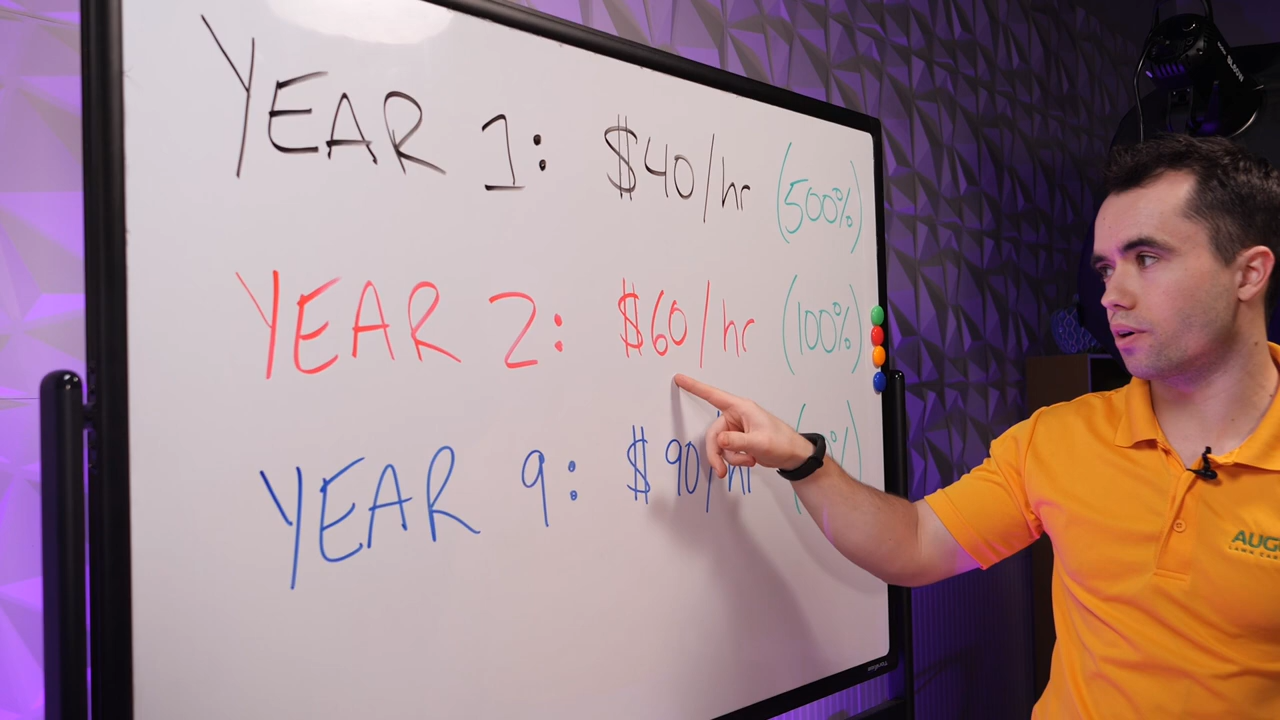 YEAR 1: $40/hr (500%)
YEAR 2: $60/hr (100%)
YEAR 9: $90/hr